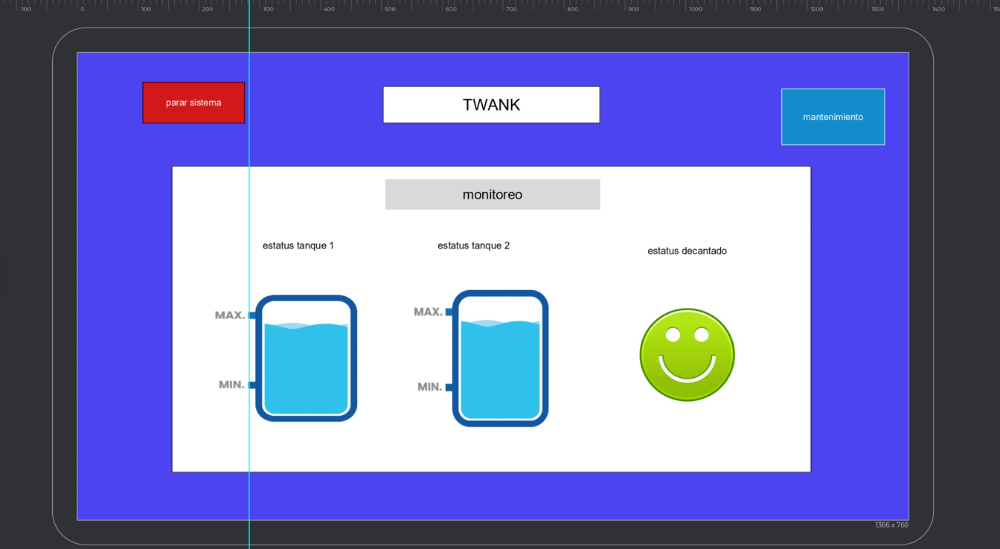 -100 0 100 200 300 400 500 600 700 800 900 1000 1100 1200 1300 1400
parar sistema
TWANK
mantenimiento
monitoreo
estatus tanque 1
estatus tanque 2
estatus decantado
MAX.
MAX.
MIN.
MIN.
1366 x 768